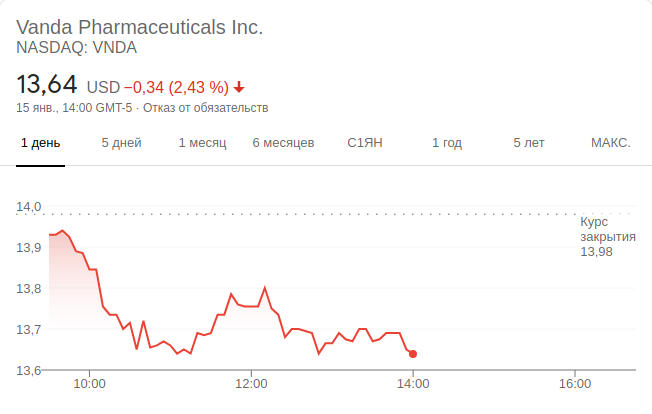 Vanda Pharmaceuticals Inc.
NASDAQ: VNDA
13,64 USD −0,34 (2,43 %)
15 янв., 14:00 GMT-5 · Отказ от обязательств
1 день 5 дней 1 месяц 6 месяцев С1ЯН 1 год 5 лет МАКС.
14,0
Курс
закрытия
13,98
13,9
13,8
13,7
13,6
10:00 12:00 14:00 16:00